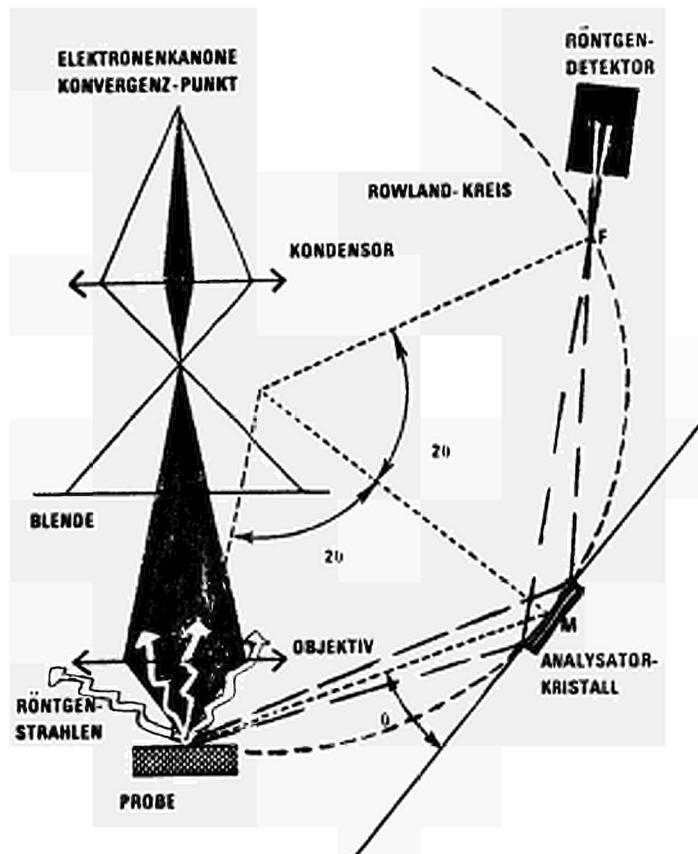 ELEKTRONENKANONE
KONVERGENZ-PUNKT
RÖNTGEN-
DETEKTOR
ROWLAND-KREIS
F
KONDENSOR
2θ
BLENDE
2θ
M
OBJEKTIV
ANALYSATOR-
KRISTALL
RÖNTGEN-
STRAHLEN
θ
PROBE